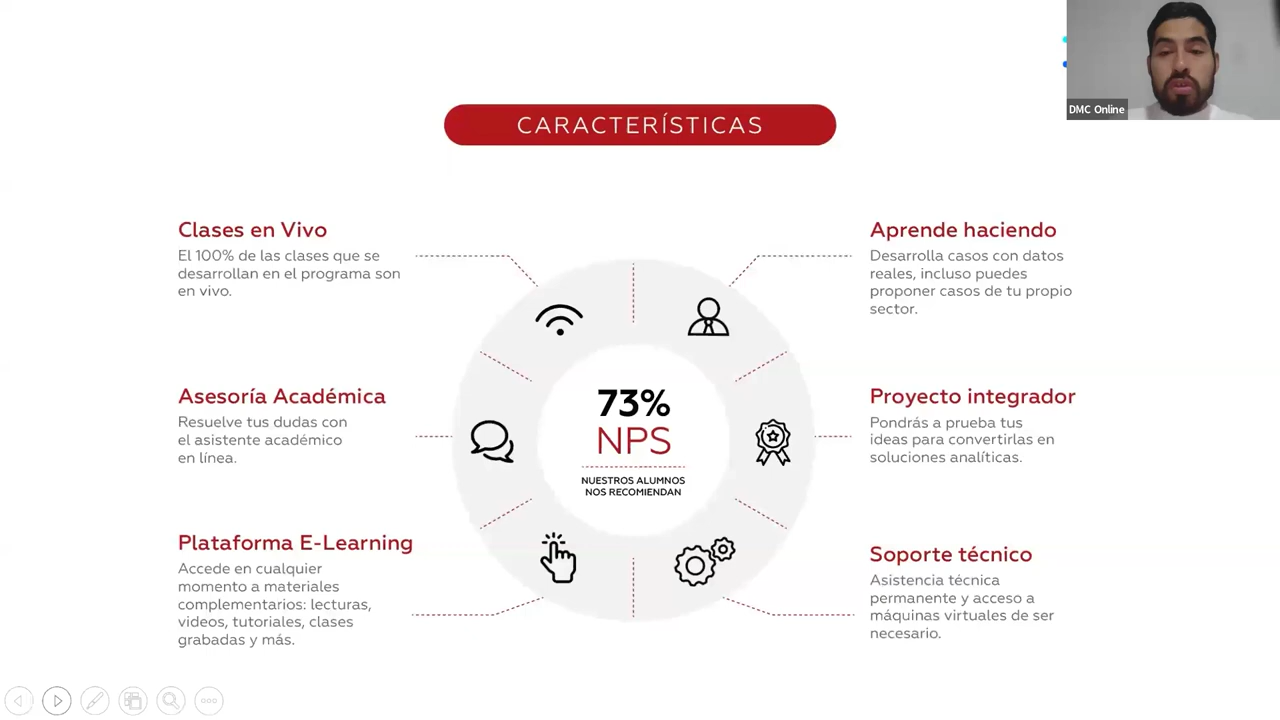 DMC Online
CARACTERÍSTICAS
Clases en Vivo
El 100% de las clases que se
desarrollan en el programa son
en vivo.
Aprende haciendo
Desarrolla casos con datos
reales, incluso puedes
proponer casos de tu propio
sector.
Asesoría Académica
Resuelve tus dudas con
el asistente académico
en línea.
73%
NPS
NUESTROS ALUMNOS
NOS RECOMIENDAN
Proyecto integrador
Pondrás a prueba tus
ideas para convertirlas en
soluciones analíticas.
Plataforma E-Learning
Accede en cualquier
momento a materiales
complementarios: lecturas,
videos, tutoriales, clases
grabadas y más.
Soporte técnico
Asistencia técnica
permanente y acceso a
máquinas virtuales de ser
necesario.